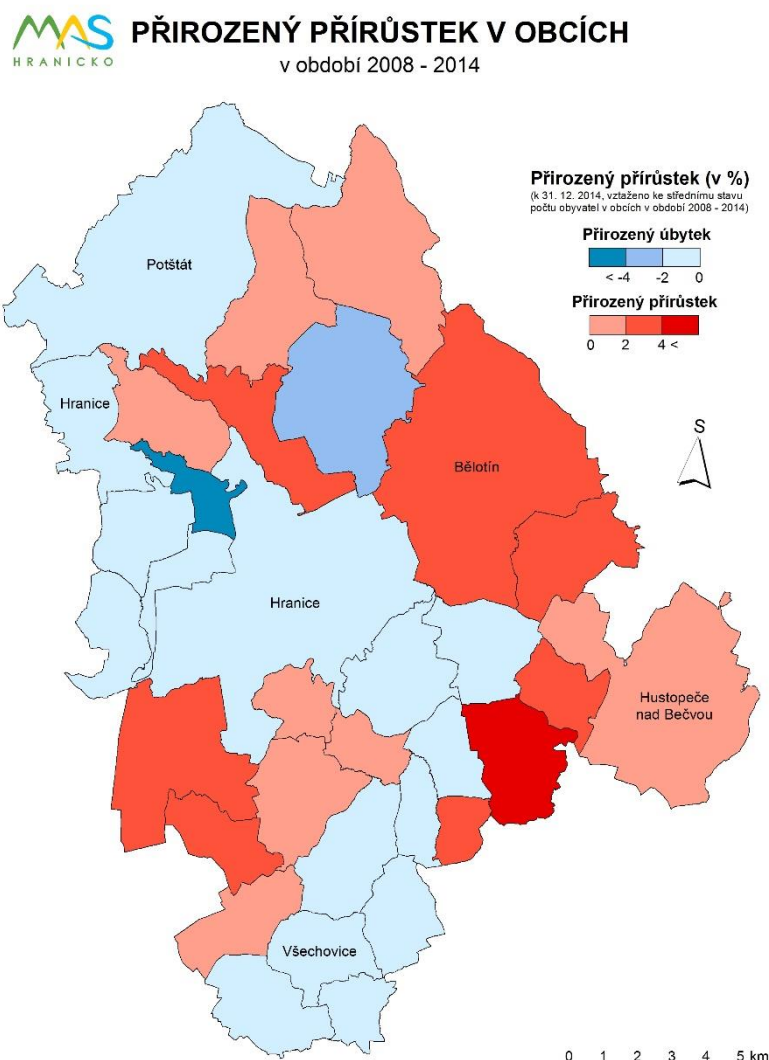 MAS
HRANICKO
PŘIROZENÝ PŘÍRŮSTEK V OBCÍCH
v období 2008 - 2014
Přirozený přírůstek (v %)
(k 31. 12. 2014, vztaženo ke střednímu stavu
počtu obyvatel v obcích v období 2008 - 2014)
Přirozený úbytek
< -4 -2 0
Přirozený přírůstek
0 2 4 <
Potštát
Hranice
S
Bělotín
Hranice
Hustopeče
nad Bečvou
Všechovice
0 1 2 3 4 5 km